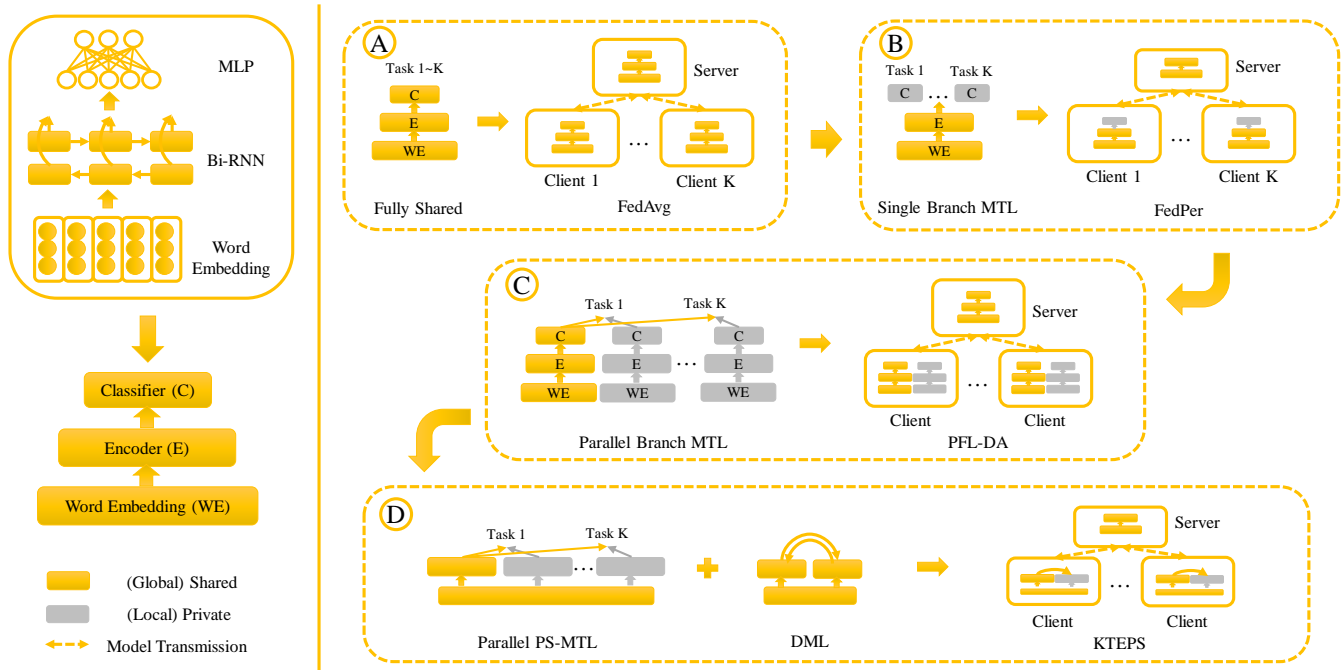 MLP
Bi-RNN
Word
Embedding
Classifier (C)
Encoder (E)
Word Embedding (WE)
(Global) Shared
(Local) Private
Model Transmission
A
Task 1~K
C
E
WE
Fully Shared
Server
...
Client 1
Client K
FedAvg
B
Task 1
Task K
C
...
C
E
WE
Single Branch MTL
Server
...
Client 1
Client K
FedPer
C
Task 1
Task K
C
C
C
E
E
...
E
WE
WE
WE
Parallel Branch MTL
Server
...
Client
Client
PFL-DA
D
Task 1
Task K
...
Parallel PS-MTL
DML
Server
...
Client
Client
KTEPS